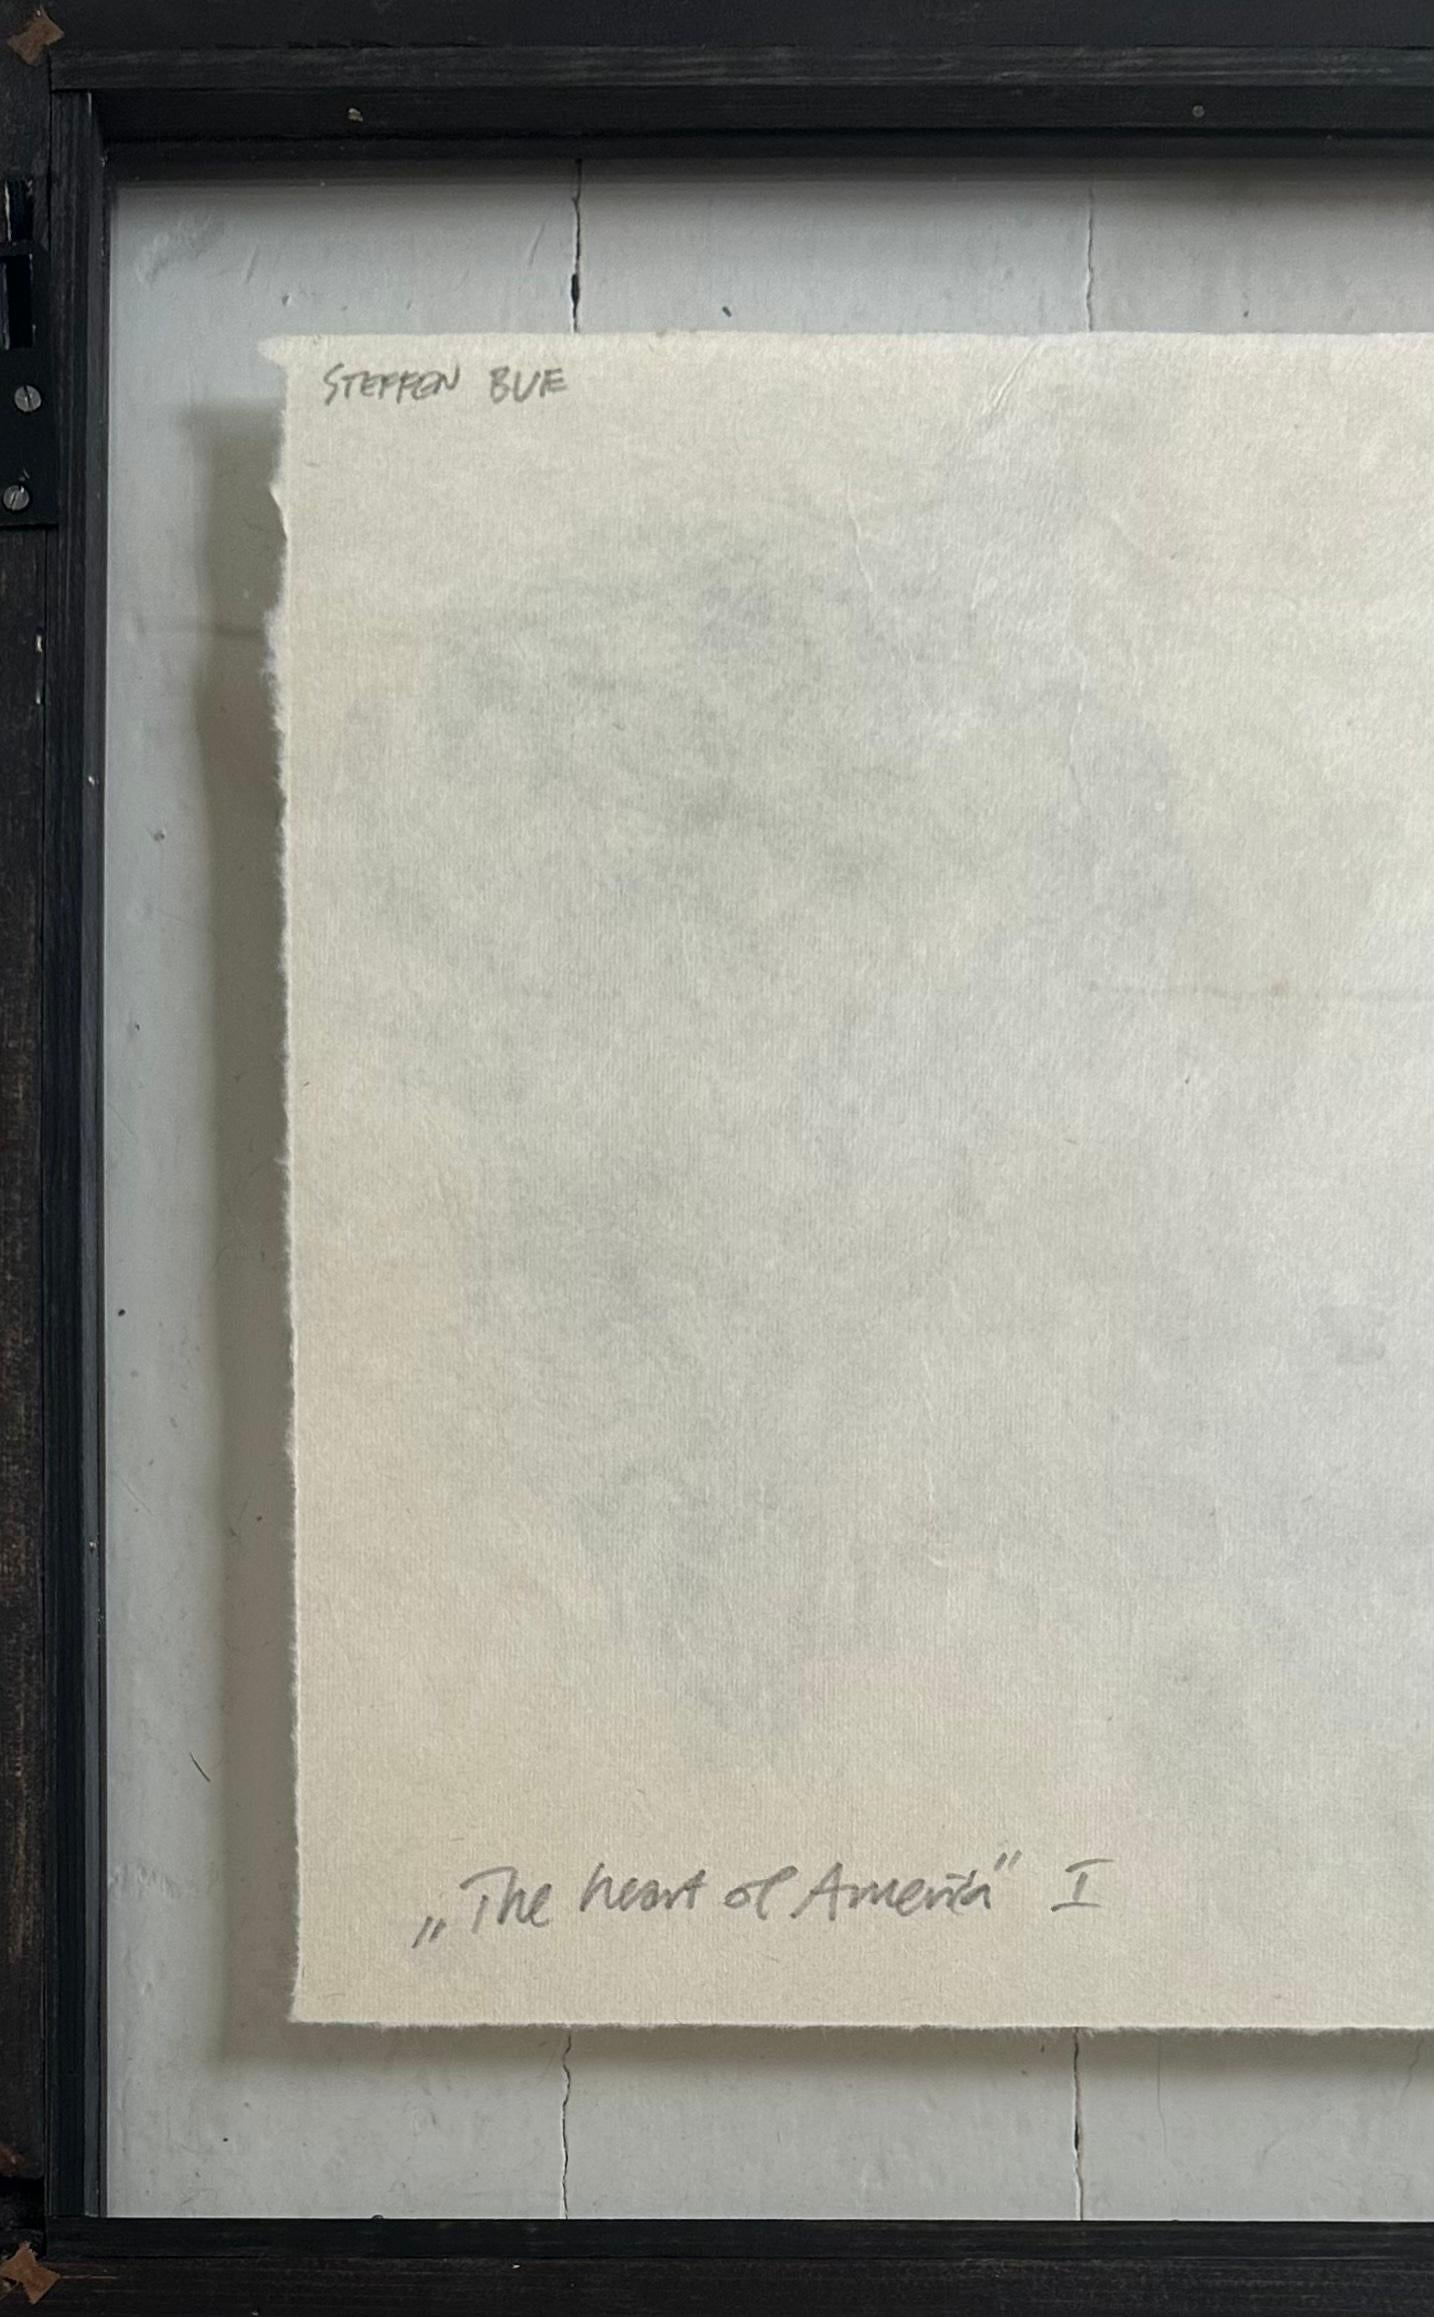 STEFFEN BUE
„The heart of America" I